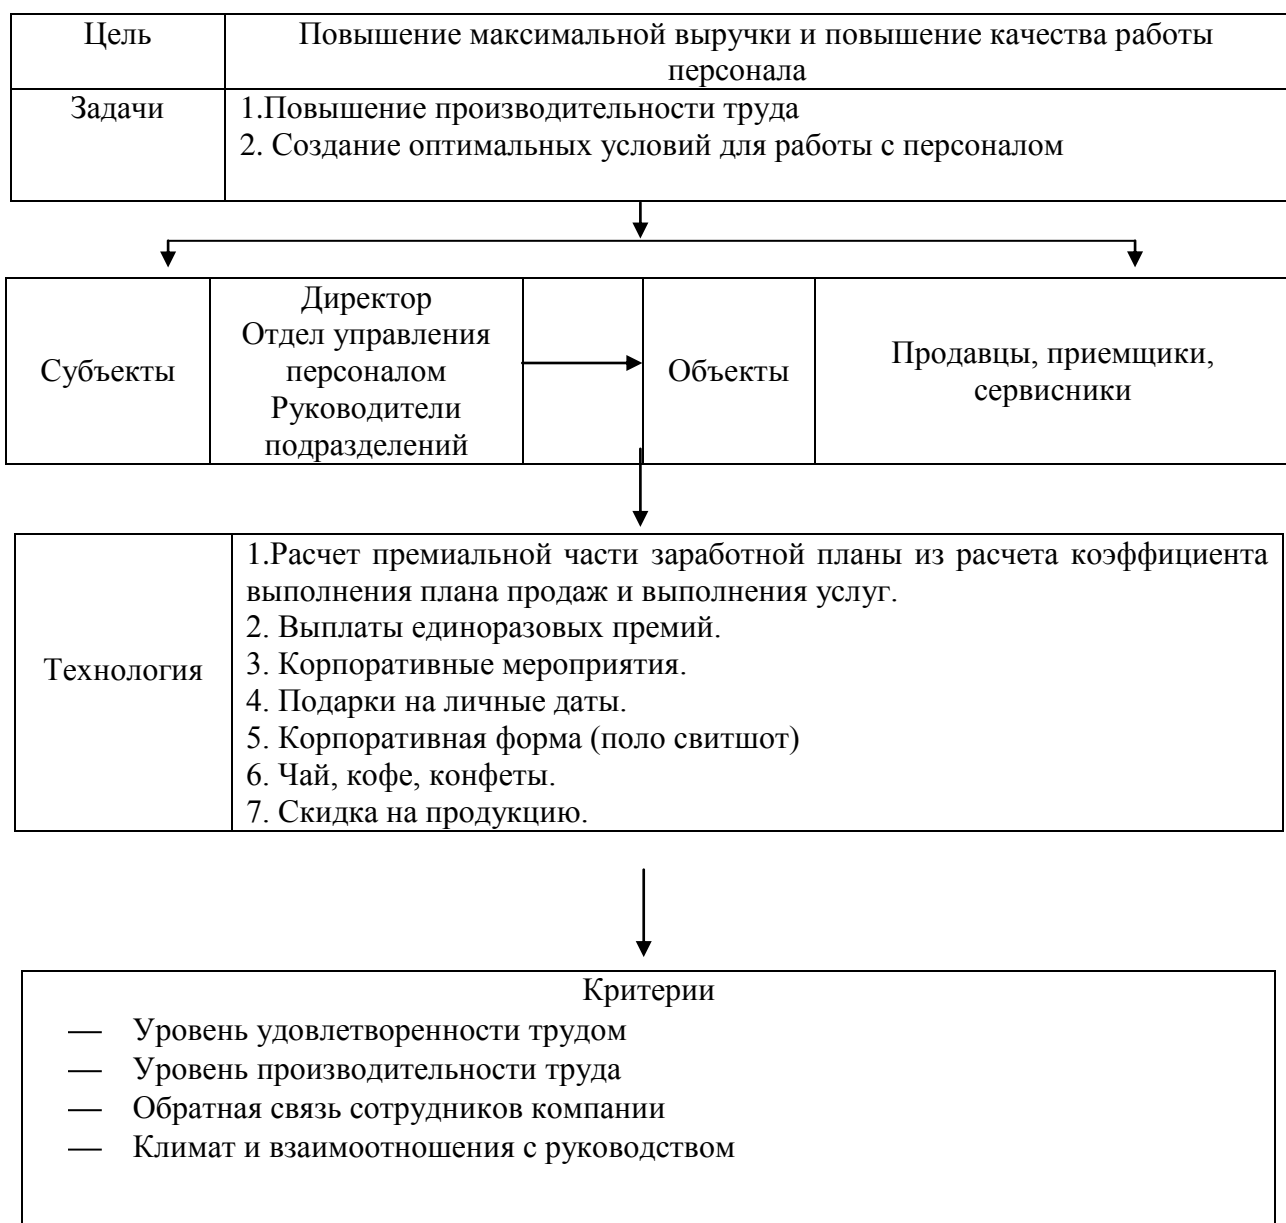 Цель
Повышение максимальной выручки и повышение качества работы
персонала
Задачи
1.Повышение производительности труда
2. Создание оптимальных условий для работы с персоналом
Субъекты
Директор
Отдел управления
персоналом
Руководители
подразделений
Объекты
Продавцы, приемщики,
сервисники
Технология
1.Расчет премиальной части заработной планы из расчета коэффициента
выполнения плана продаж и выполнения услуг.
2. Выплаты единоразовых премий.
3. Корпоративные мероприятия.
4. Подарки на личные даты.
5. Корпоративная форма (поло свитшот)
6. Чай, кофе, конфеты.
7. Скидка на продукцию.
Критерии
— Уровень удовлетворенности трудом
— Уровень производительности труда
— Обратная связь сотрудников компании
— Климат и взаимоотношения с руководством